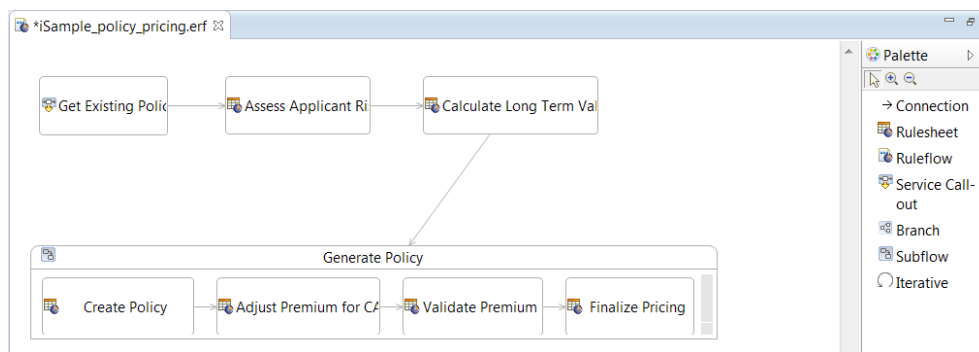 *iSample_policy_pricing.erf
Palette
Get Existing Polic
Assess Applicant Ri
Calculate Long Term Val
Connection
Rulesheet
Ruleflow
Service Call-
out
Branch
Subflow
Iterative
Generate Policy
Create Policy
Adjust Premium for CA
Validate Premium
Finalize Pricing